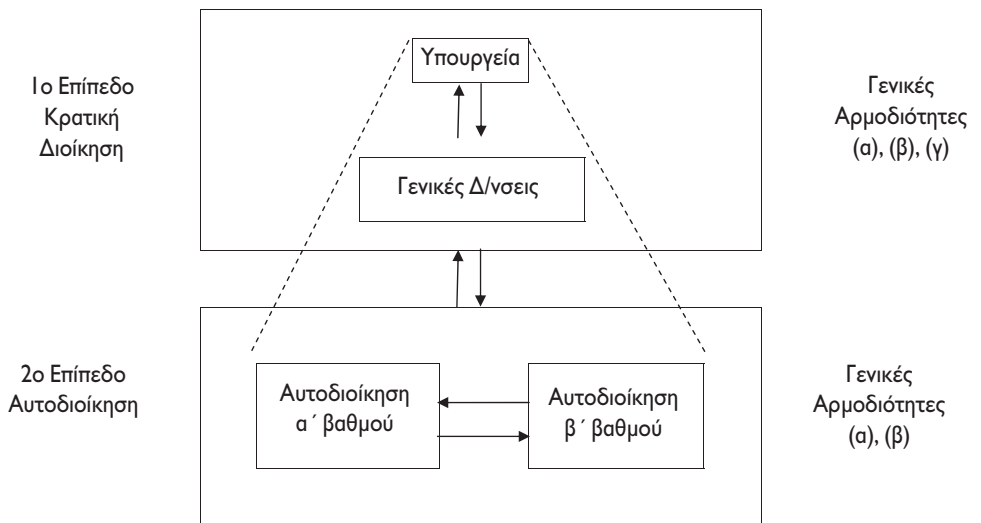 1ο Επίπεδο
Κρατική
Διοίκηση
Υπουργεία
Γενικές Δ/νσεις
Γενικές
Αρμοδιότητες
(α), (β), (γ)
2ο Επίπεδο
Αυτοδιοίκηση
Αυτοδιοίκηση
α ΄ βαθμού
Αυτοδιοίκηση
β ΄ βαθμού
Γενικές
Αρμοδιότητες
(α), (β)